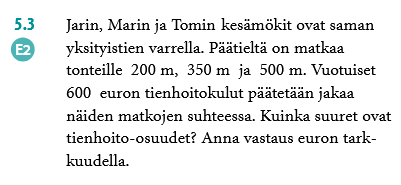 5.3 Jarin, Marin ja Tomin kesämökit ovat saman
E2 yksityistien varrella. Päätieltä on matkaa
tonteille 200 m, 350 m ja 500 m. Vuotuiset
600 euron tienhoitokulut päätetään jakaa
näiden matkojen suhteessa. Kuinka suuret ovat
tienhoito-osuudet? Anna vastaus euron tark-
kuudella.